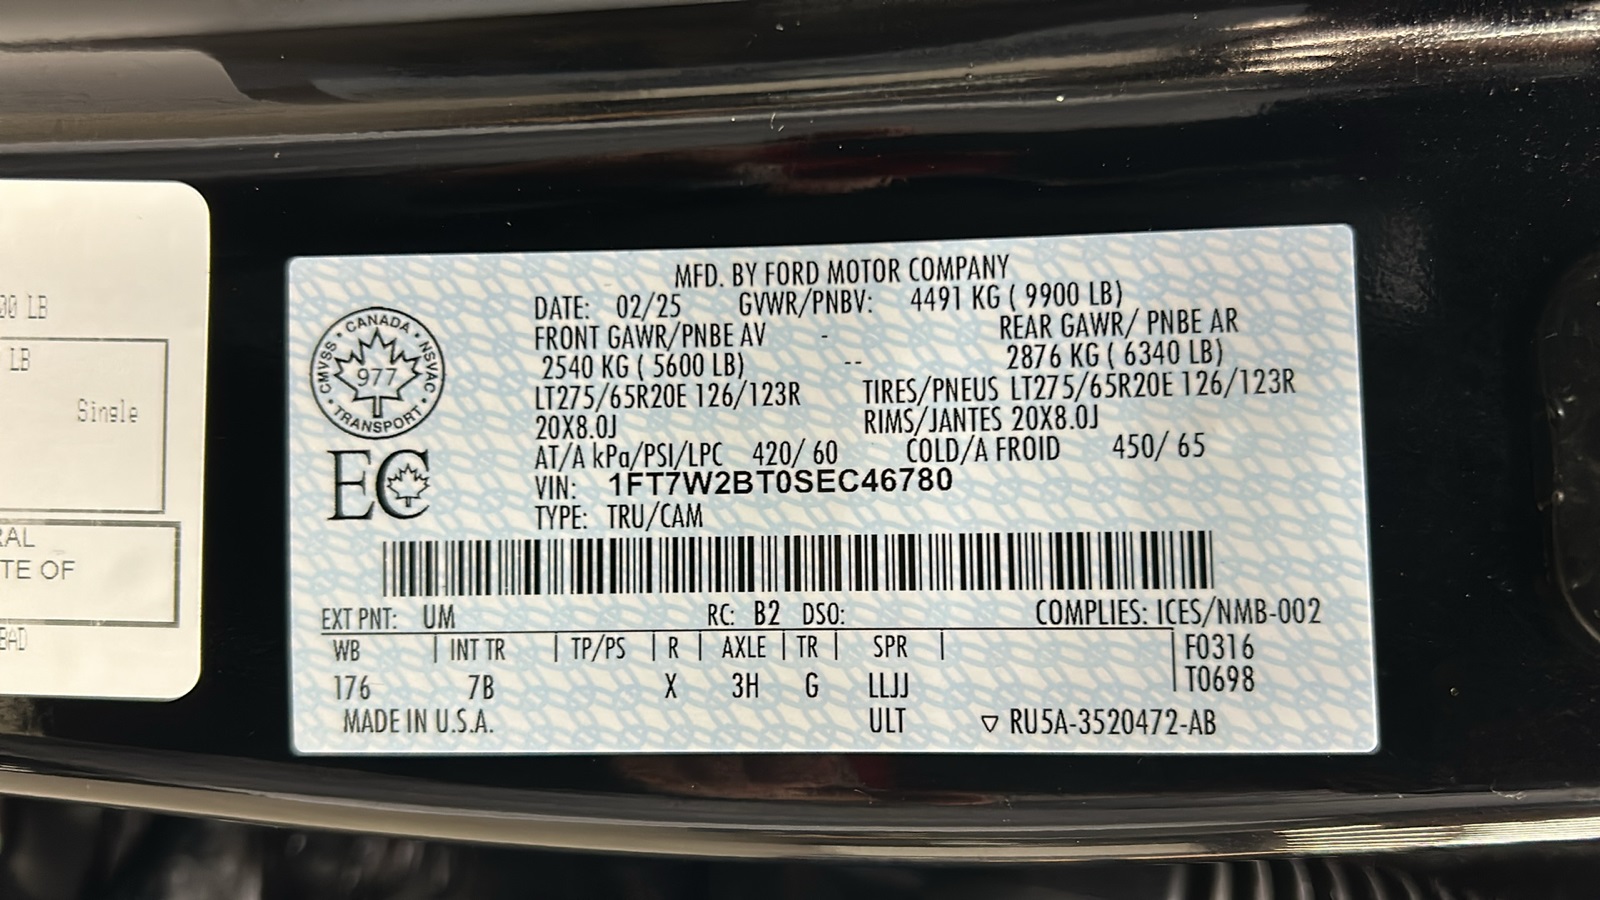 00 LB
LB
Single
RAL
TE OF
BAD
MFD. BY FORD MOTOR COMPANY
DATE: 02/25 GVWR/PNBV: 4491 KG ( 9900 LB)
FRONT GAWR/PNBE AV - REAR GAWR/ PNBE AR
2540 KG ( 5600 LB) -- 2876 KG ( 6340 LB)
LT275/65R20E 126/123R TIRES/PNEUS LT275/65R20E 126/123R
20X8.0J RIMS/JANTES 20X8.0J
AT/A kPa/PSI/LPC 420/ 60 COLD/A FROID 450/ 65
VIN: 1FT7W2BT0SEC46780
TYPE: TRU/CAM
CANADA
CMVSS 977 NSVAC
TRANSPORT
EC
EXT PNT: UM RC: B2 DSO: COMPLIES: ICES/NMB-002
WB | INT TR | TP/PS | R | AXLE | TR | SPR | F0316
176 7B X 3H G LLJJ T0698
MADE IN U.S.A. ULT ▽ RU5A-3520472-AB